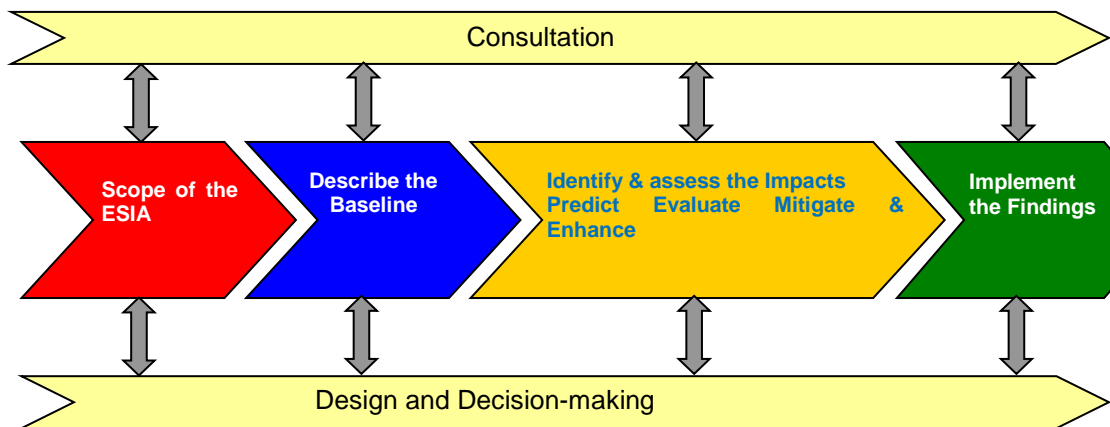 Consultation
Scope of the
ESIA
Describe the
Baseline
Identify & assess the Impacts
Predict Evaluate Mitigate &
Enhance
Implement
the Findings
Design and Decision-making